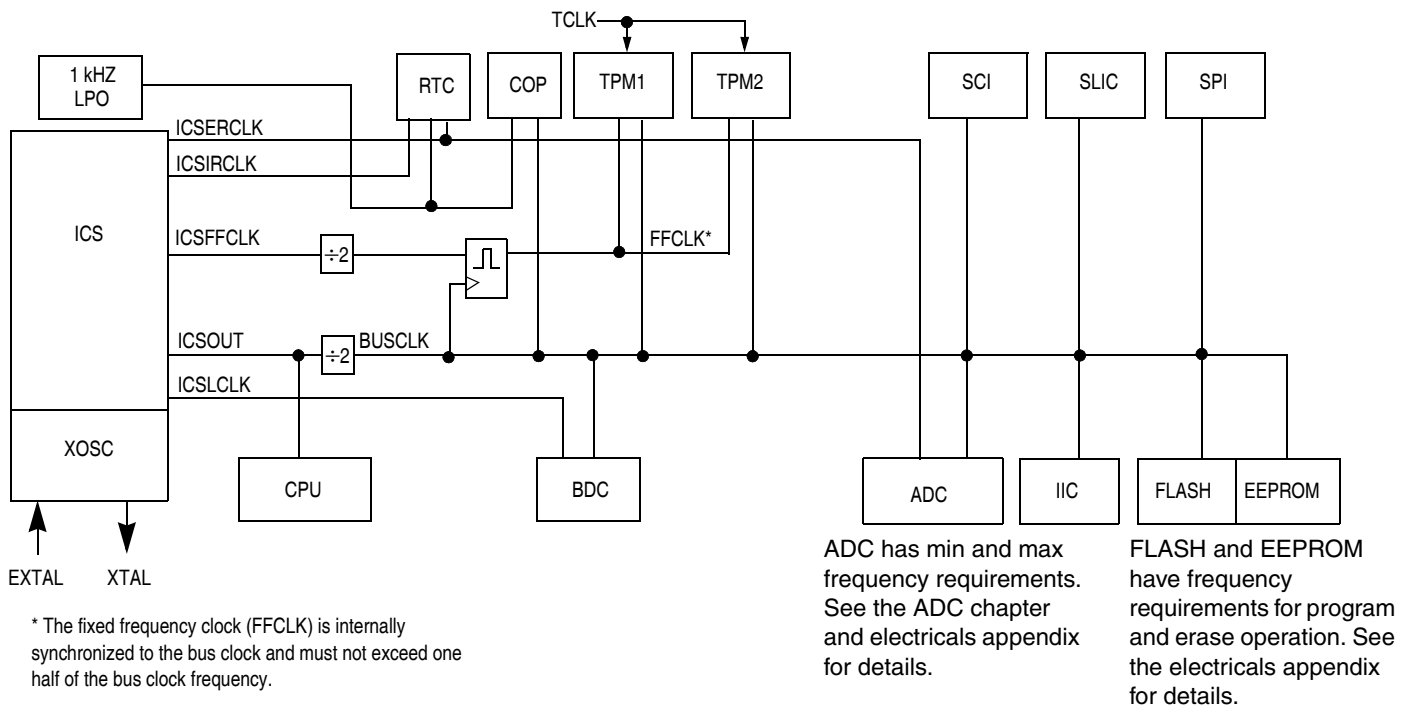 TCLK
1 kHZ
LPO
RTC
COP
TPM1
TPM2
SCI
SLIC
SPI
ICSERCLK
ICSIRCLK
ICS
ICSFFCLK
÷2
FFCLK*
ICSOUT
÷2
BUSCLK
ICSLCLK
XOSC
CPU
BDC
ADC
IIC
FLASH
EEPROM
EXTAL
XTAL
ADC has min and max
frequency requirements.
See the ADC chapter
and electricals appendix
for details.
FLASH and EEPROM
have frequency
requirements for program
and erase operation. See
the electricals appendix
for details.
* The fixed frequency clock (FFCLK) is internally
synchronized to the bus clock and must not exceed one
half of the bus clock frequency.